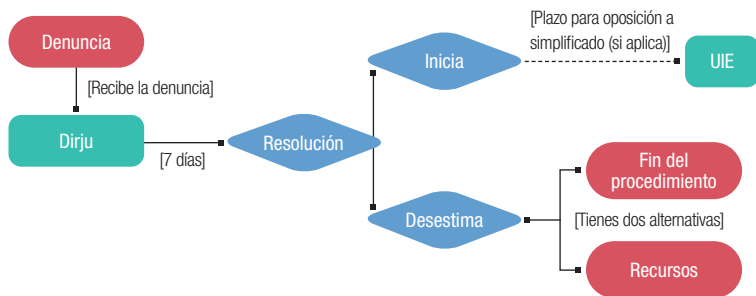 Denuncia
[Recibe la denuncia]
Dirju
[7 días]
Resolución
Inicia
[Plazo para oposición a
simplificado (si aplica)]
UIE
Desestima
Fin del
procedimiento
[Tienes dos alternativas]
Recursos